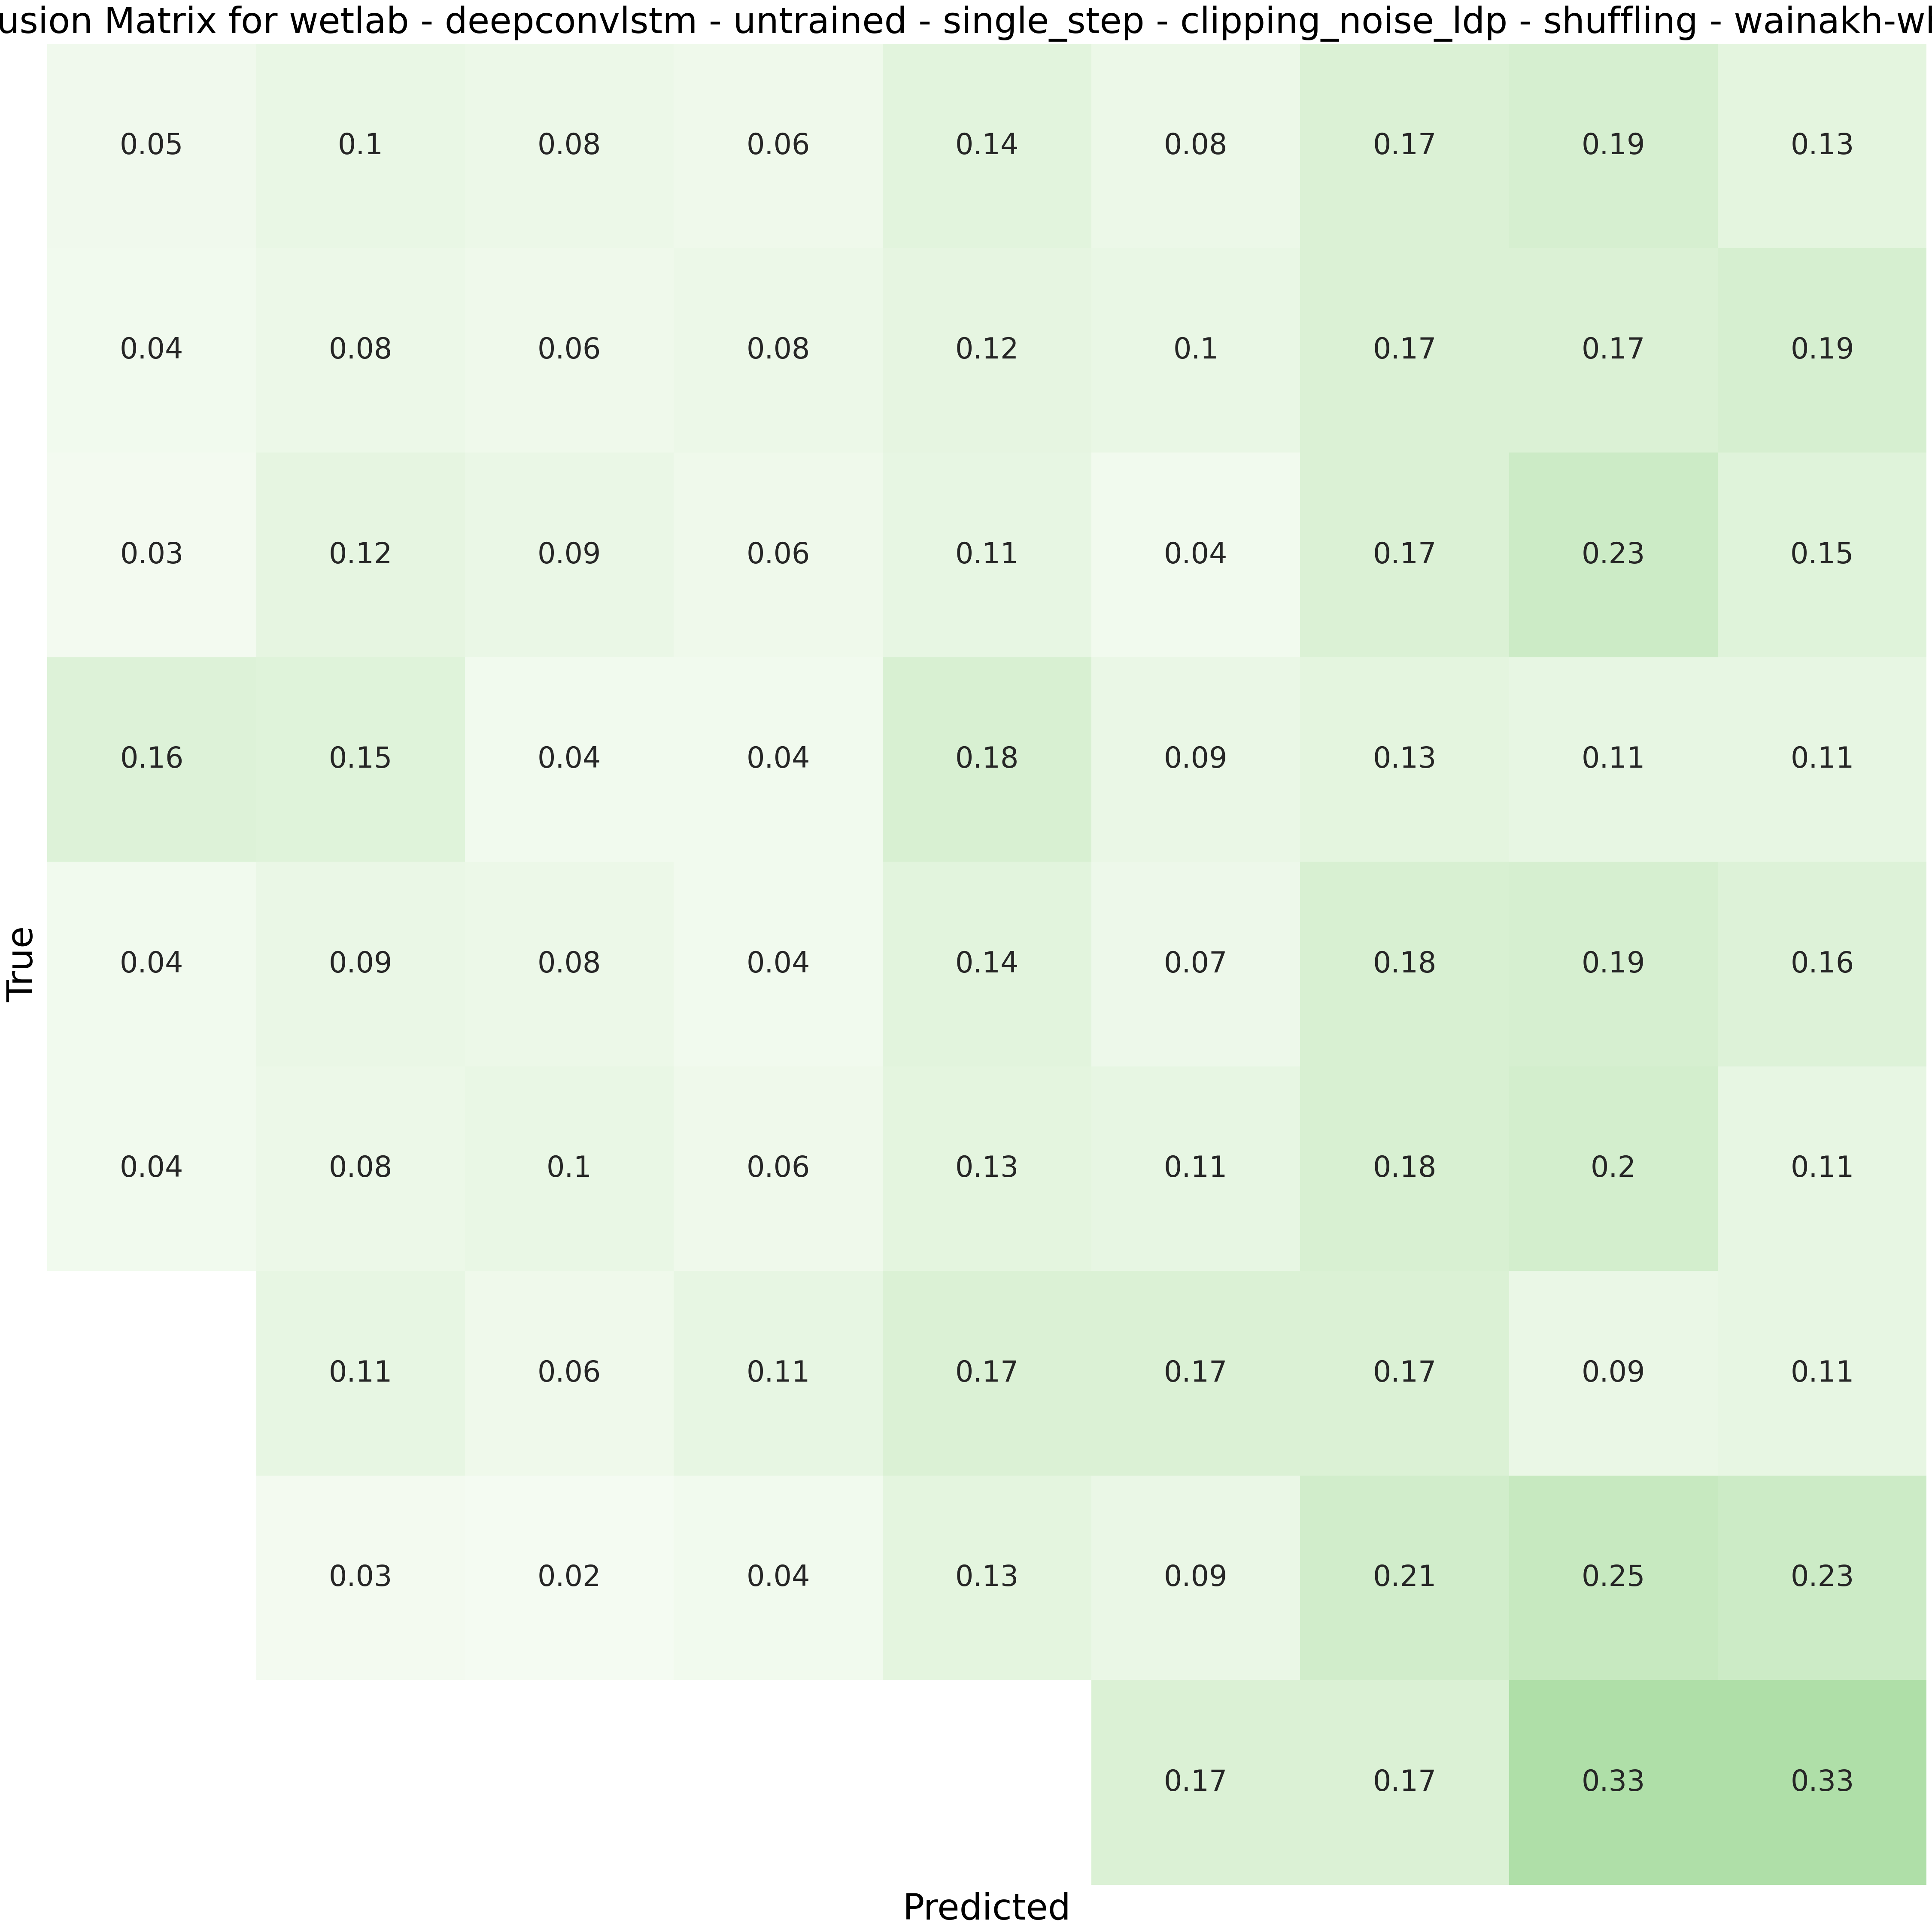 usion Matrix for wetlab - deepconvlstm - untrained - single_step - clipping_noise_ldp - shuffling - wainakh-w
0.05 0.1 0.08 0.06 0.14 0.08 0.17 0.19 0.13
0.04 0.08 0.06 0.08 0.12 0.1 0.17 0.17 0.19
0.03 0.12 0.09 0.06 0.11 0.04 0.17 0.23 0.15
0.16 0.15 0.04 0.04 0.18 0.09 0.13 0.11 0.11
True
0.04 0.09 0.08 0.04 0.14 0.07 0.18 0.19 0.16
0.04 0.08 0.1 0.06 0.13 0.11 0.18 0.2 0.11
0.11 0.06 0.11 0.17 0.17 0.17 0.09 0.11
0.03 0.02 0.04 0.13 0.09 0.21 0.25 0.23
0.17 0.17 0.33 0.33
Predicted